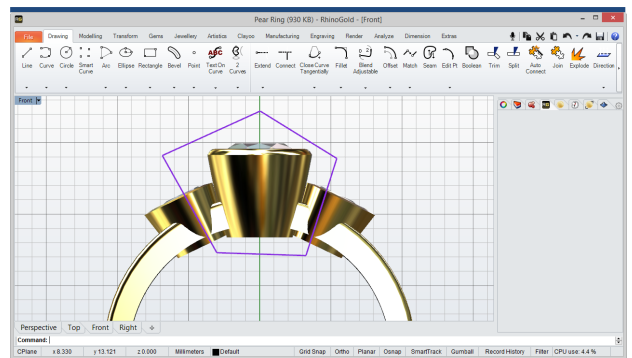 Pear Ring (930 KB) - RhinoGold - [Front]
File Drawing Modelling Transform Gems Jewellery Artistics Clayoo Manufacturing Engraving Render Analyze Dimension Extras
Line Curve Circle Smart Curve Arc Ellipse Rectangle Bevel Point Text On Curve 2 Curves Extend Connect Close Curve Tangentially Fillet Blend Adjustable Offset Match Seam Edit Pt Boolean Trim Split Auto Connect Join Explode Direction
Front
Perspective Top Front Right
Command:
CPlane x 8.330 y 13.121 z 0.000 Millimeters Default Grid Snap Ortho Planar Osnap SmartTrack Gumball Record History Filter CPU use: 4.4 %